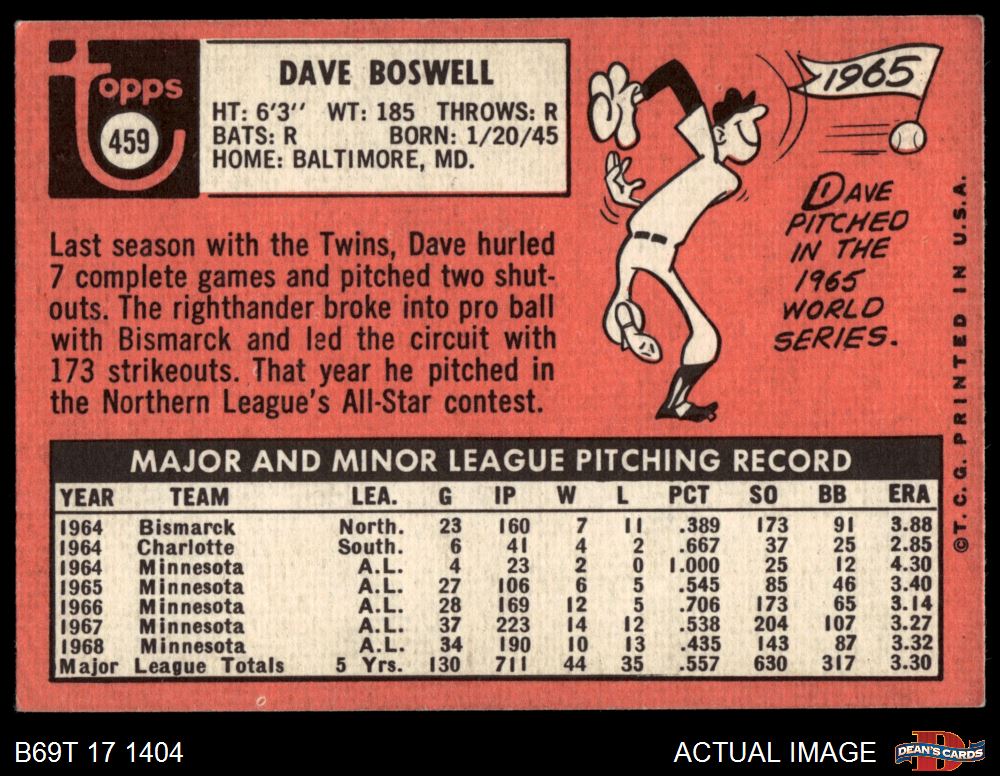 Topps
459
DAVE BOSWELL
HT: 6'3'' WT: 185 THROWS: R
BATS: R BORN: 1/20/45
HOME: BALTIMORE, MD.
1965
DAVE
PITCHED
IN THE
1965
WORLD
SERIES.
Last season with the Twins, Dave hurled
7 complete games and pitched two shut-
outs. The righthander broke into pro ball
with Bismarck and led the circuit with
173 strikeouts. That year he pitched in
the Northern League's All-Star contest.
MAJOR AND MINOR LEAGUE PITCHING RECORD
YEAR TEAM LEA. G IP W L PCT SO BB ERA
1964 Bismarck North. 23 160 7 11 .389 173 91 3.88
1964 Charlotte South. 6 41 4 2 .667 37 25 2.85
1964 Minnesota A.L. 4 23 2 0 1.000 25 12 4.30
1965 Minnesota A.L. 27 106 6 5 .545 85 46 3.40
1966 Minnesota A.L. 28 169 12 5 .706 173 65 3.14
1967 Minnesota A.L. 37 223 14 12 .538 204 107 3.27
1968 Minnesota A.L. 34 190 10 13 .435 143 87 3.32
Major League Totals 5 Yrs. 130 711 44 35 .557 630 317 3.30
©T.C.G. PRINTED IN U.S.A.
B69T 17 1404
ACTUAL IMAGE
D
DEAN'S CARDS